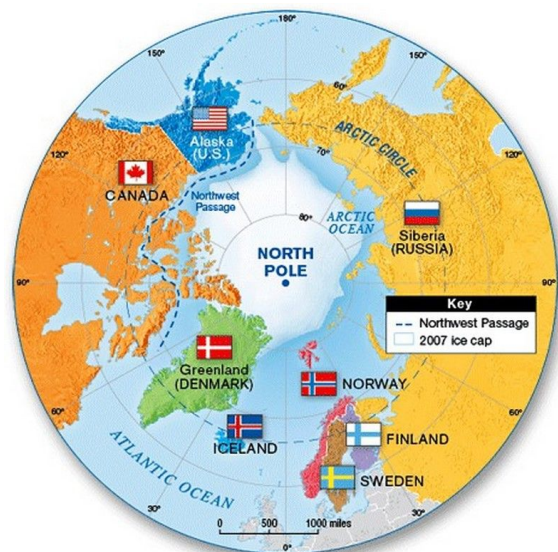 180°
150°
150°
Alaska
(U.S.)
ARCTIC CIRCLE
120°
120°
70°
CANADA
Northwest
Passage
80°
ARCTIC
OCEAN
Siberia
(RUSSIA)
NORTH
POLE
90°
90°
Key
Northwest Passage
2007 ice cap
Greenland
(DENMARK)
NORWAY
60°
60°
ICELAND
FINLAND
ATLANTIC OCEAN
SWEDEN
30°
30°
0 500 1000 miles
0°